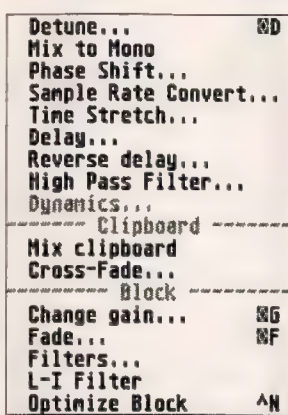 Detune... ⌧D
Mix to Mono
Phase Shift...
Sample Rate Convert...
Time Stretch...
Delay...
Reverse delay...
High Pass Filter...
Dynamics...
Clipboard
Mix clipboard
Cross-Fade...
Block
Change gain... ⌧G
Fade... ⌧F
Filters...
L-I Filter
Optimize Block ^N